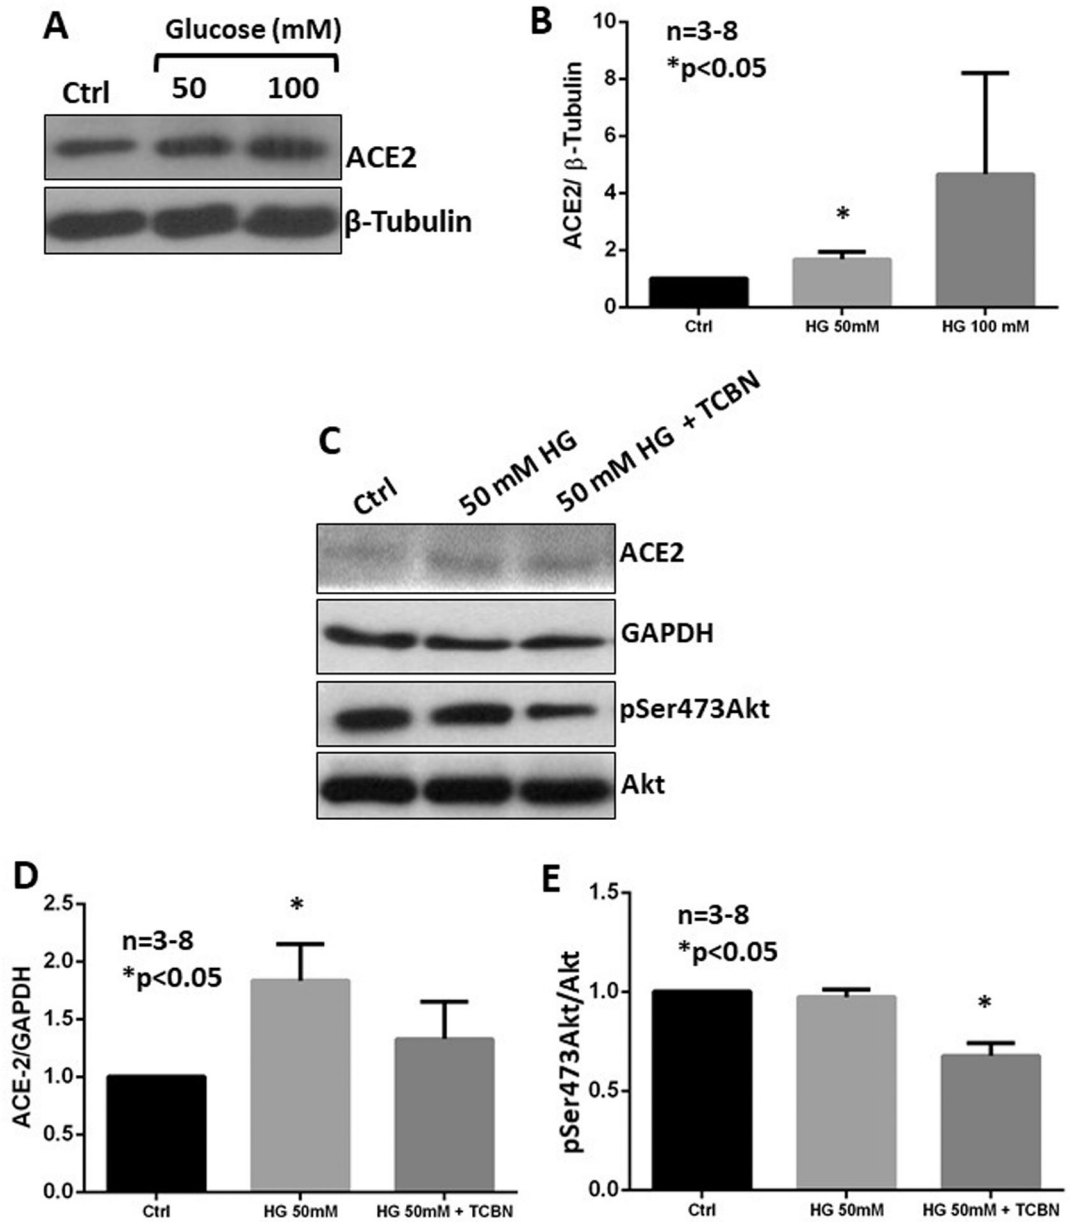 A
Glucose (mM)
Ctrl
50
100
ACE2
β-Tubulin
B
10
8
6
4
2
0
ACE2/ β-Tubulin
n=3-8
*p<0.05
*
Ctrl
HG 50mM
HG 100 mM
C
Ctrl
50 mM HG
50 mM HG + TCBN
ACE2
GAPDH
pSer473Akt
Akt
D
2.5
2.0
1.5
1.0
0.5
0.0
ACE-2/GAPDH
n=3-8
*p<0.05
*
Ctrl
HG 50mM
HG 50mM + TCBN
E
1.5
1.0
0.5
0.0
pSer473Akt/Akt
n=3-8
*p<0.05
*
Ctrl
HG 50mM
HG 50mM + TCBN